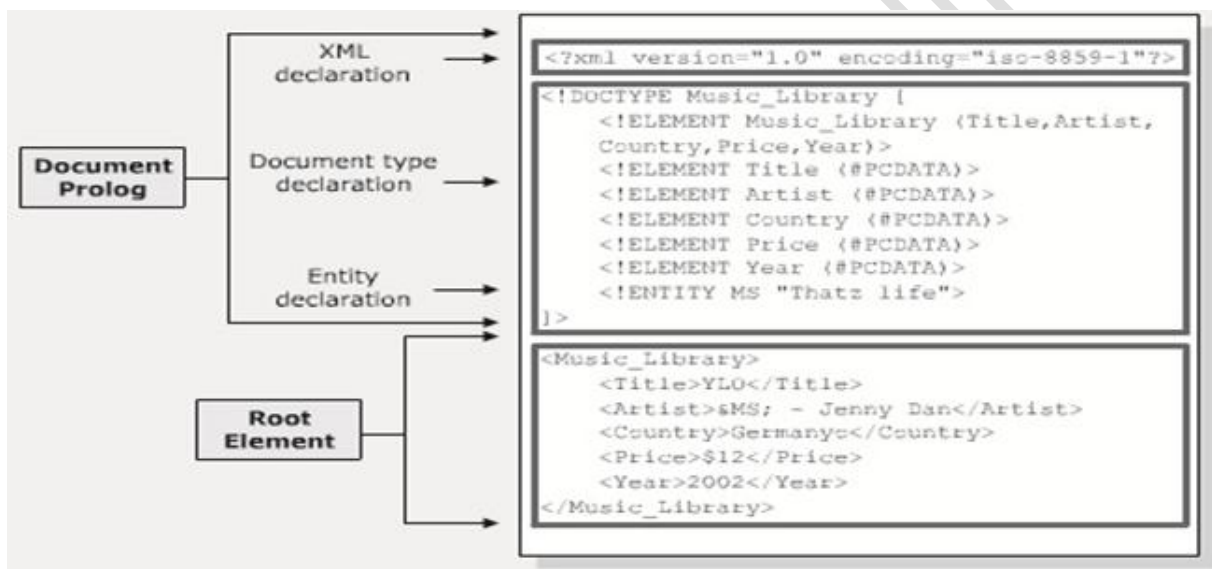 XML
declaration
Document type
declaration
Entity
declaration
Document
Prolog
Root
Element
<?xml version="1.0" encoding="iso-8859-1"?>
<!DOCTYPE Music_Library [
<!ELEMENT Music_Library (Title,Artist,
Country,Price,Year)>
<!ELEMENT Title (#PCDATA)>
<!ELEMENT Artist (#PCDATA)>
<!ELEMENT Country (#PCDATA)>
<!ELEMENT Price (#PCDATA)>
<!ELEMENT Year (#PCDATA)>
<!ENTITY MS "Thatz life">
]>
<Music_Library>
<Title>YLO</Title>
<Artist>&MS; - Jenny Dan</Artist>
<Country>Germanyc</Country>
<Price>$12</Price>
<Year>2002</Year>
</Music_Library>